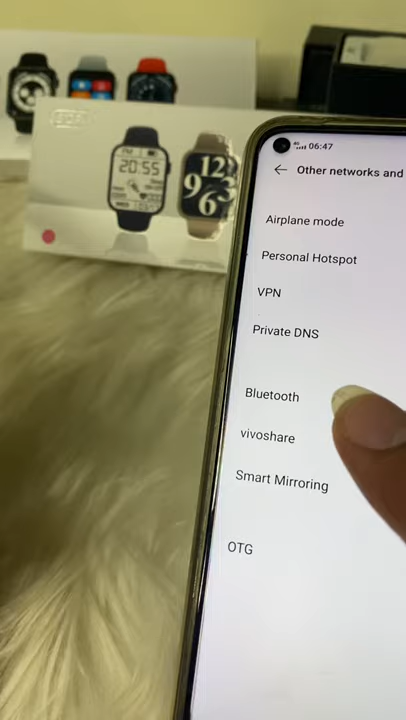 20:55
12
9 3
6
06:47
← Other networks and
Airplane mode
Personal Hotspot
VPN
Private DNS
Bluetooth
vivoshare
Smart Mirroring
OTG